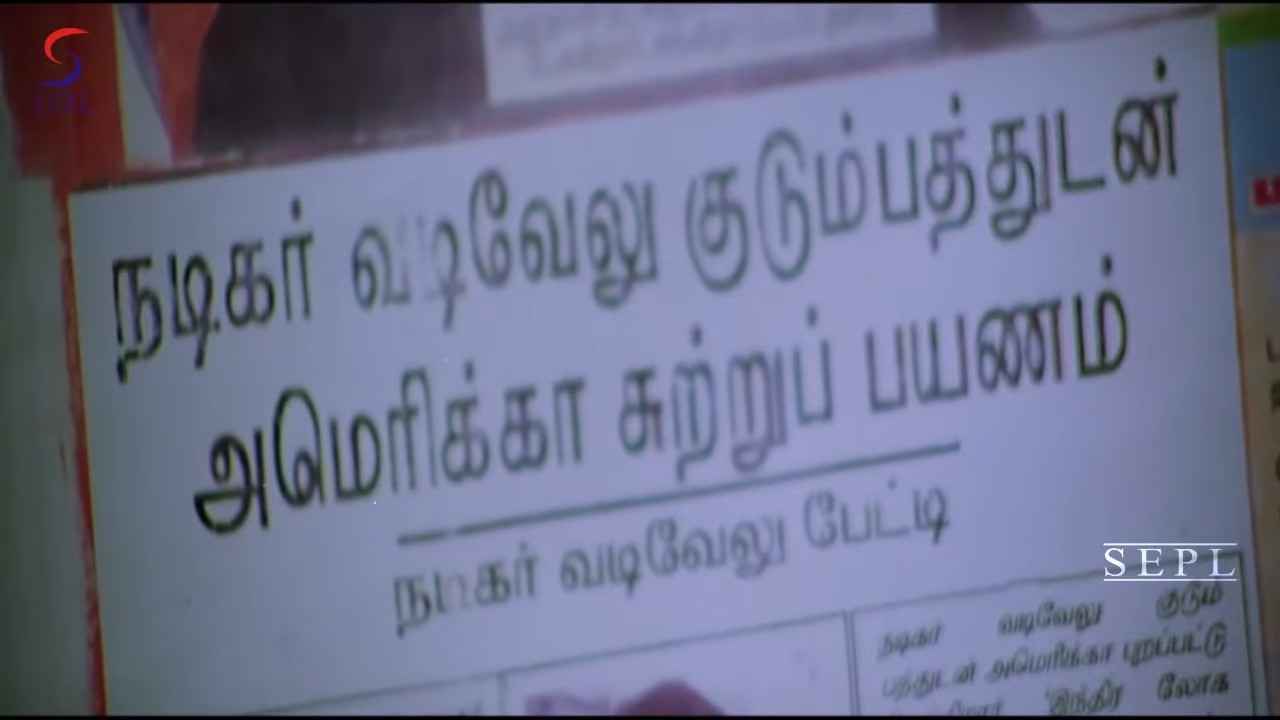 SEPL
நடிகர் வடிவேலு குடும்பத்துடன்
அமெரிக்கா சுற்றுப் பயணம்
நடிகர் வடிவேலு பேட்டி
SEPL
நடிகர் வடிவேலு குடும்
பத்துடன் அமெரிக்கா புறப்பட்டு
'இந்திர லோக